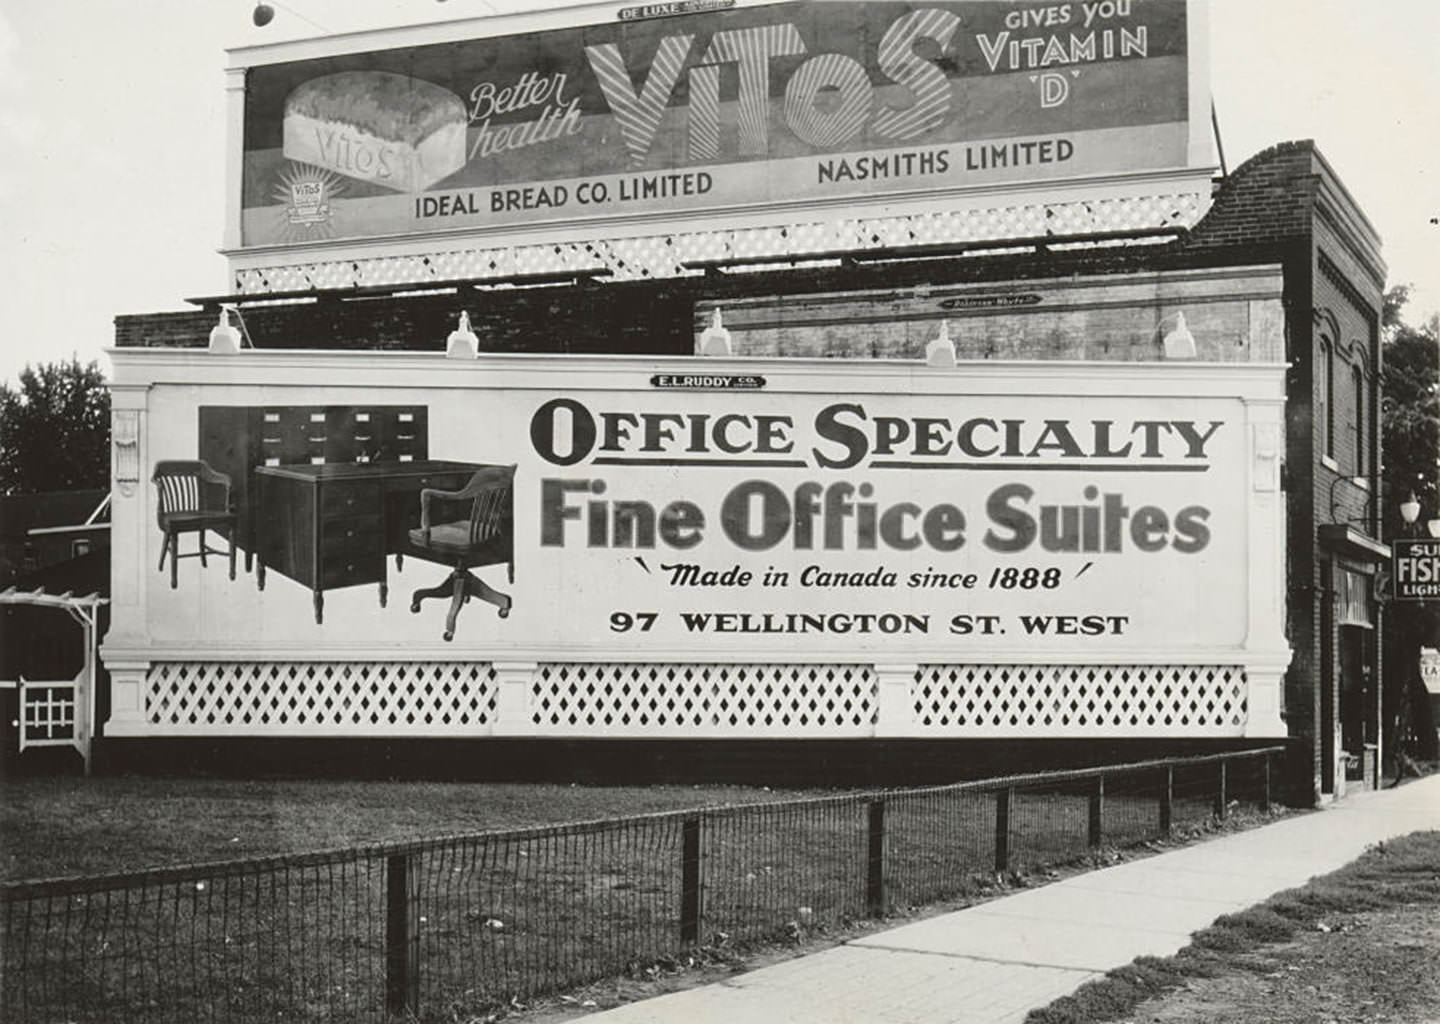 DE LUXE
Better
health
ViToS
GIVES YOU
VITAMIN
'D'
ViToS
ViToS
IDEAL BREAD CO. LIMITED
NASMITHS LIMITED
E.L.RUDDY CO.
OFFICE SPECIALTY
Fine Office Suites
Made in Canada since 1888
97 WELLINGTON ST. WEST
FISH